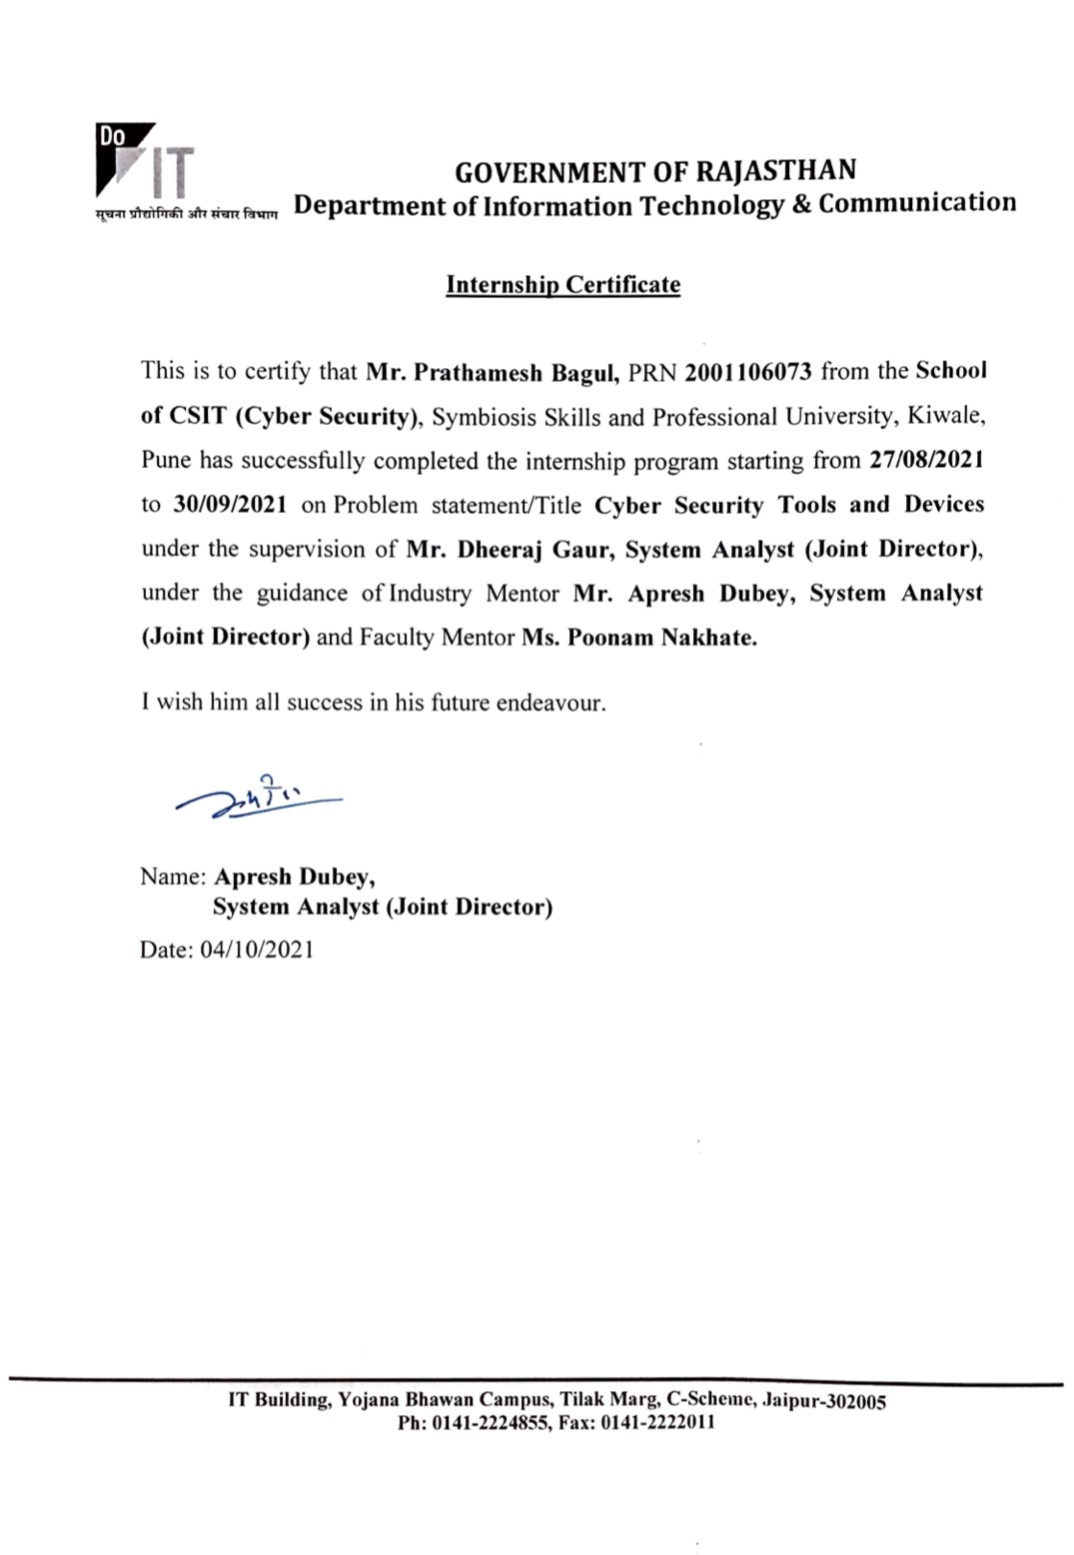 Do
IT
सूचना प्रौद्योगिकी और संचार विभाग
GOVERNMENT OF RAJASTHAN
Department of Information Technology & Communication
Internship Certificate
This is to certify that Mr. Prathamesh Bagul, PRN 2001106073 from the School
of CSIT (Cyber Security), Symbiosis Skills and Professional University, Kiwale,
Pune has successfully completed the internship program starting from 27/08/2021
to 30/09/2021 on Problem statement/Title Cyber Security Tools and Devices
under the supervision of Mr. Dheeraj Gaur, System Analyst (Joint Director),
under the guidance of Industry Mentor Mr. Apresh Dubey, System Analyst
(Joint Director) and Faculty Mentor Ms. Poonam Nakhate.
I wish him all success in his future endeavour.
Name: Apresh Dubey,
System Analyst (Joint Director)
Date: 04/10/2021
IT Building, Yojana Bhawan Campus, Tilak Marg, C-Scheme, Jaipur-302005
Ph: 0141-2224855, Fax: 0141-2222011